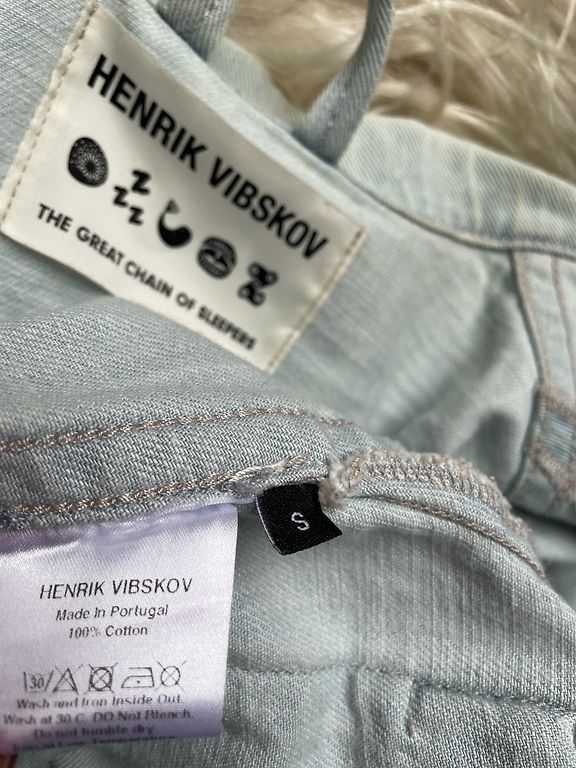 HENRIK VIBSKOV
zzzz
THE GREAT CHAIN OF SLEEPERS
S
HENRIK VIBSKOV
Made In Portugal
100% Cotton
30
Wash and Iron Inside Out.
Wash at 30 C. DO Not Bleach.
Do not tumble dry